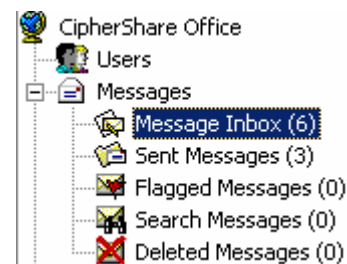 CipherShare Office
Users
Messages
Message Inbox (6)
Sent Messages (3)
Flagged Messages (0)
Search Messages (0)
Deleted Messages (0)